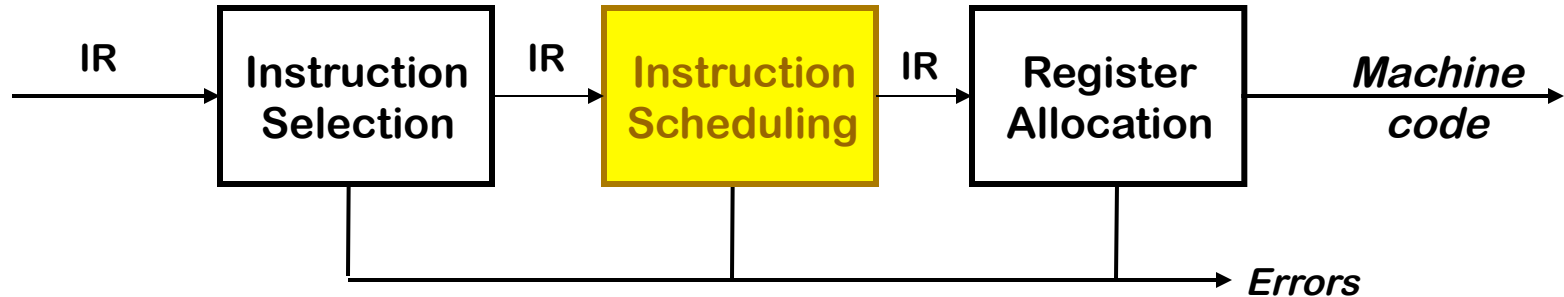 IR
Instruction
Selection
IR
Instruction
Scheduling
IR
Register
Allocation
Machine
code
Errors